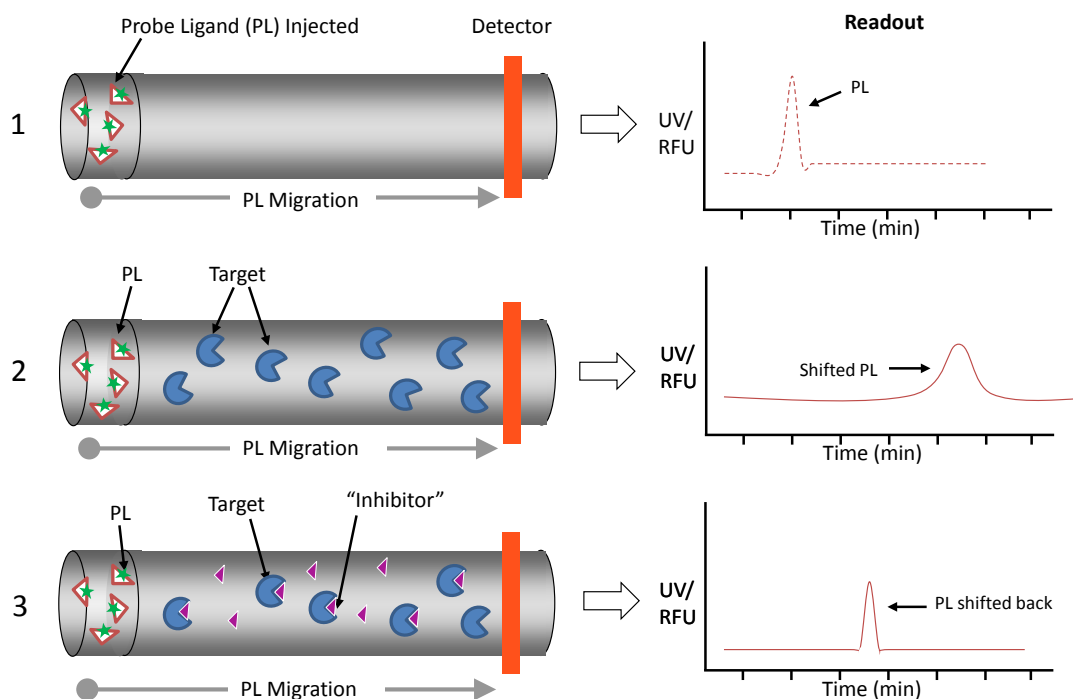 Probe Ligand (PL) Injected
Detector
Readout
1
PL Migration
UV/
RFU
PL
Time (min)
PL
Target
2
PL Migration
UV/
RFU
Shifted PL
Time (min)
PL
Target
“Inhibitor”
3
PL Migration
UV/
RFU
PL shifted back
Time (min)